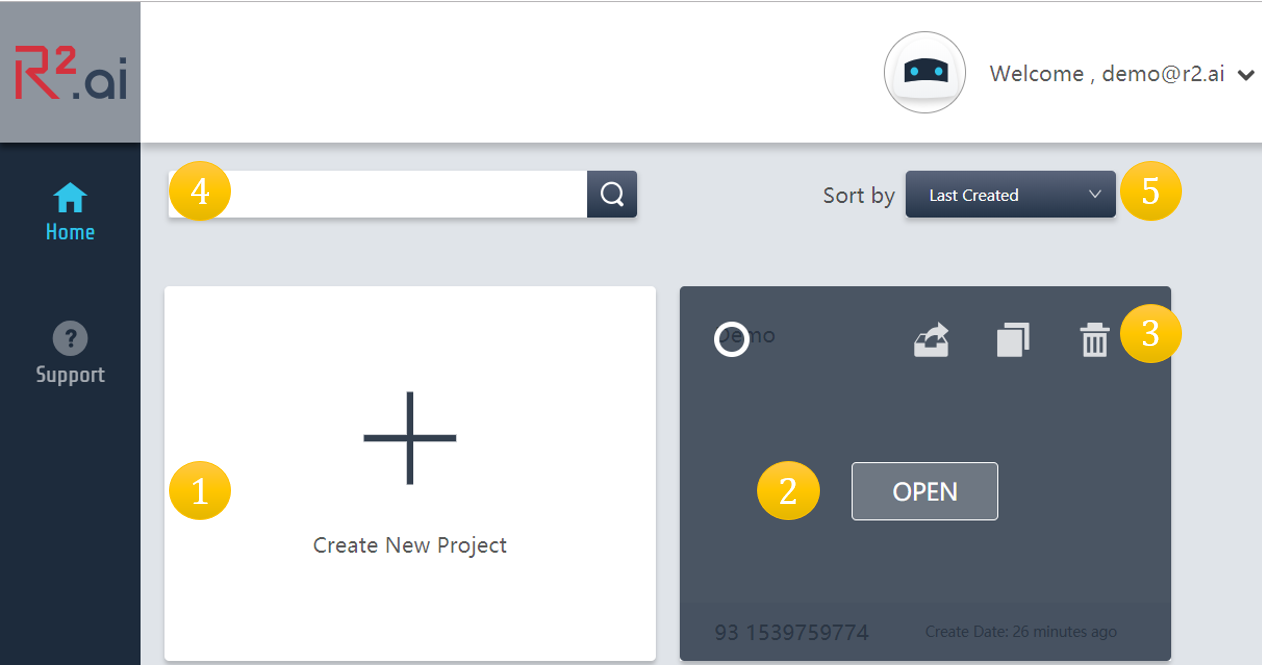 R2.ai
Welcome , demo@r2.ai
4
Sort by
Last Created
5
Home
?
Support
Demo
3
1
2
OPEN
Create New Project
93 1539759774
Create Date: 26 minutes ago